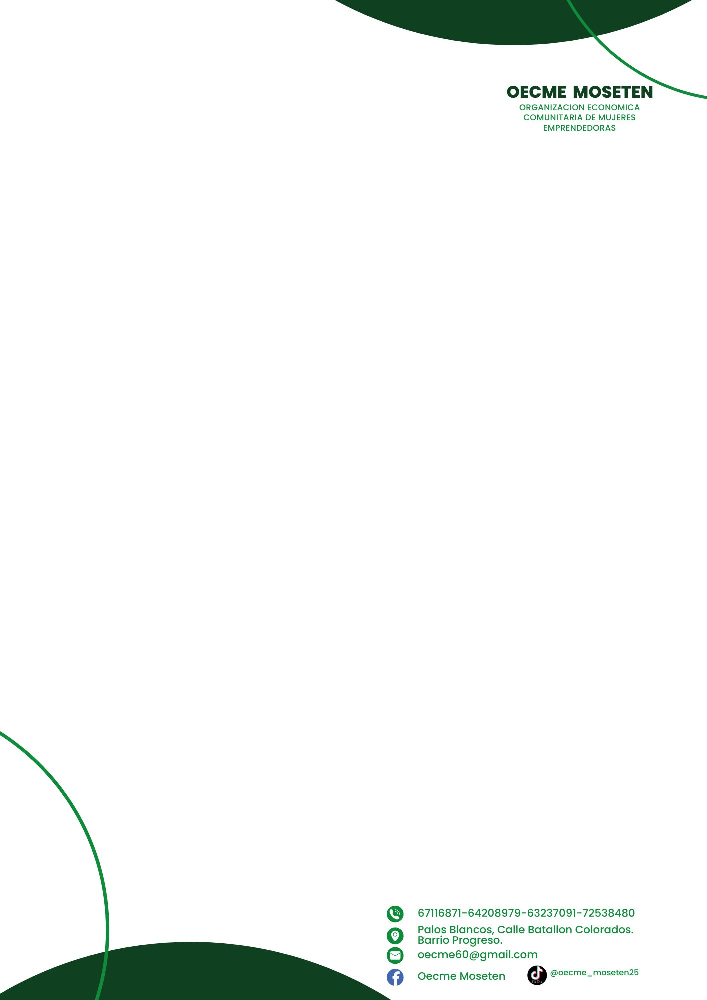 OECME MOSETEN
ORGANIZACION ECONOMICA
COMUNITARIA DE MUJERES
EMPRENDEDORAS
67116871-64208979-63237091-72538480
Palos Blancos, Calle Batallon Colorados.
Barrio Progreso.
oecme60@gmail.com
Oecme Moseten
TikTok
@oecme_moseten25